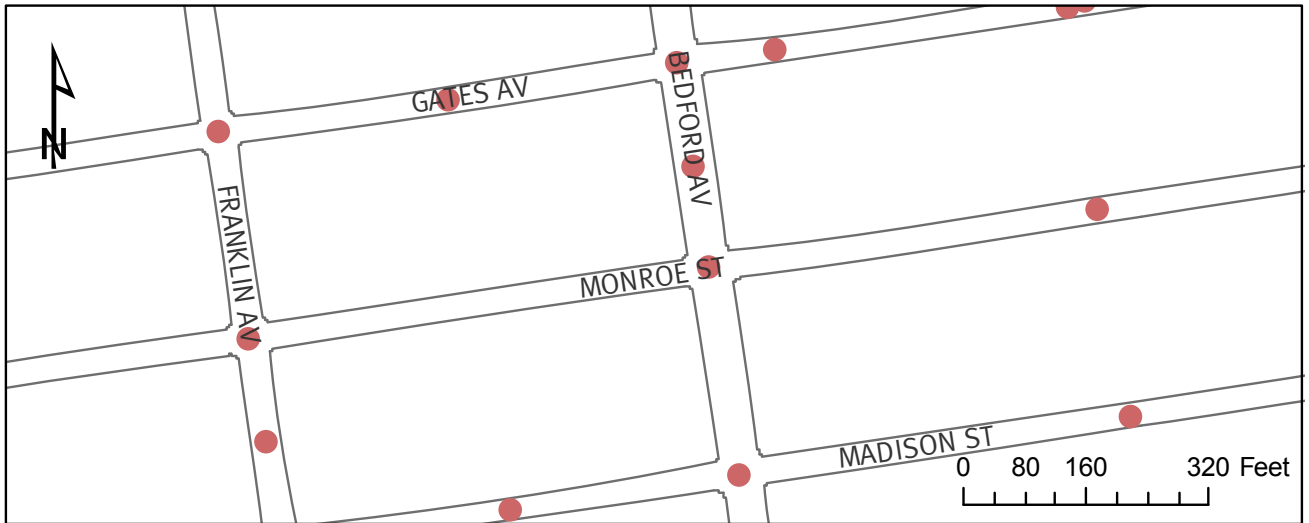 BEDFORD AV
GATES AV
N
FRANKLIN AV
MONROE ST
MADISON ST
0 80 160 320 Feet